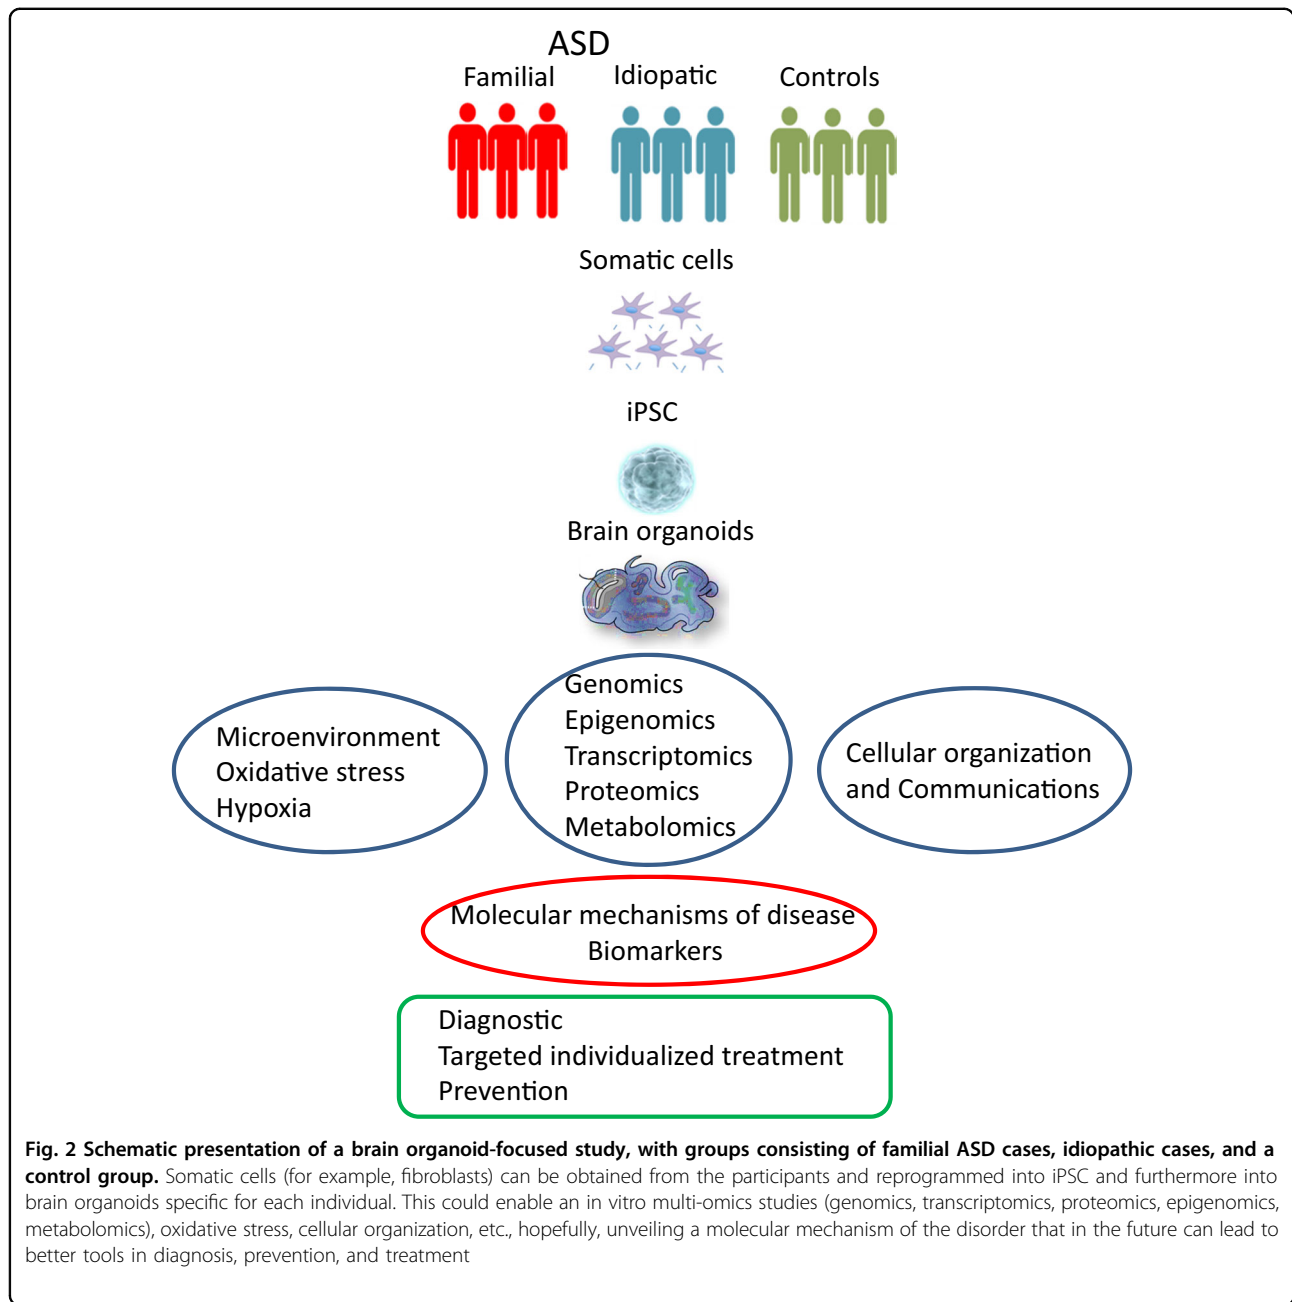 ASD
Familial Idiopatic Controls
Somatic cells
iPSC
Brain organoids
Microenvironment
Oxidative stress
Hypoxia
Genomics
Epigenomics
Transcriptomics
Proteomics
Metabolomics
Cellular organization
and Communications
Molecular mechanisms of disease
Biomarkers
Diagnostic
Targeted individualized treatment
Prevention
Fig. 2 Schematic presentation of a brain organoid-focused study, with groups consisting of familial ASD cases, idiopathic cases, and a
control group. Somatic cells (for example, fibroblasts) can be obtained from the participants and reprogrammed into iPSC and furthermore into
brain organoids specific for each individual. This could enable an in vitro multi-omics studies (genomics, transcriptomics, proteomics, epigenomics,
metabolomics), oxidative stress, cellular organization, etc., hopefully, unveiling a molecular mechanism of the disorder that in the future can lead to
better tools in diagnosis, prevention, and treatment